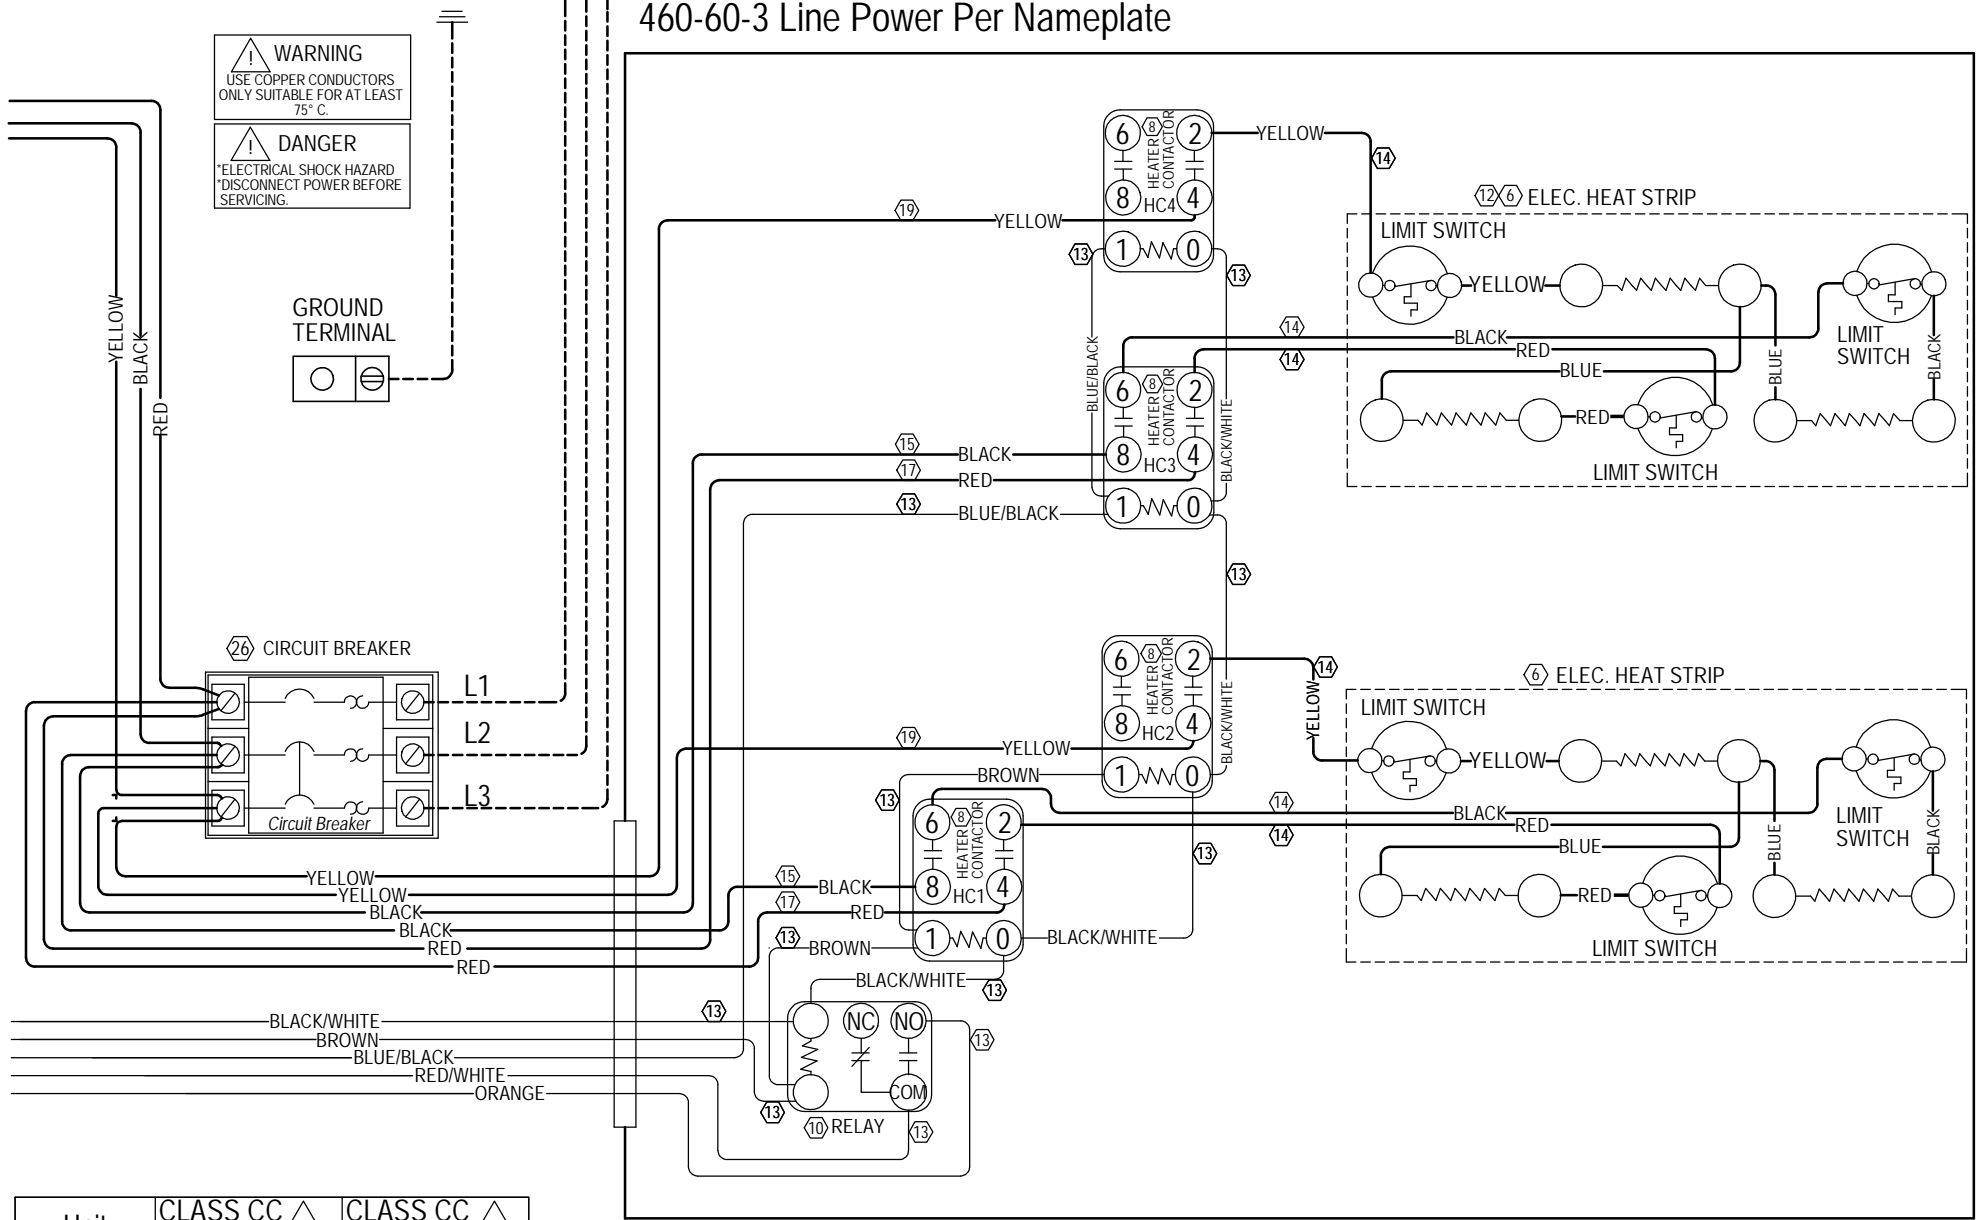 460-60-3 Line Power Per Nameplate
! WARNING
USE COPPER CONDUCTORS
ONLY SUITABLE FOR AT LEAST
75° C.
! DANGER
*ELECTRICAL SHOCK HAZARD
*DISCONNECT POWER BEFORE
SERVICING.
YELLOW
BLACK
RED
GROUND
TERMINAL
26 CIRCUIT BREAKER
L1
L2
L3
Circuit Breaker
6 8 2
HEATER
CONTACTOR
8 HC4 4
1 0
YELLOW
14
19
YELLOW
13
13
12 6 ELEC. HEAT STRIP
LIMIT SWITCH
YELLOW
LIMIT
SWITCH
BLACK
BLUE
BLUE
RED
LIMIT SWITCH
14
BLACK
14
RED
BLUE/BLACK
BLACK/WHITE
6 8 2
HEATER
CONTACTOR
8 HC3 4
1 0
15
BLACK
17
RED
13
BLUE/BLACK
13
6 8 2
HEATER
CONTACTOR
8 HC2 4
1 0
14
YELLOW
BLACK/WHITE
19
YELLOW
BROWN
13
6 ELEC. HEAT STRIP
LIMIT SWITCH
YELLOW
LIMIT
SWITCH
BLACK
BLUE
BLUE
RED
LIMIT SWITCH
14
BLACK
14
RED
13
6 8 2
HEATER
CONTACTOR
8 HC1 4
1 0
15
BLACK
17
RED
13
BROWN
BLACK/WHITE
BLACK/WHITE
13
YELLOW
YELLOW
BLACK
BLACK
RED
RED
13
BLACK/WHITE
BROWN
BLUE/BLACK
RED/WHITE
ORANGE
NC NO
13
COM
13
10 RELAY
13
CLASS CC CLASS CC
Unit